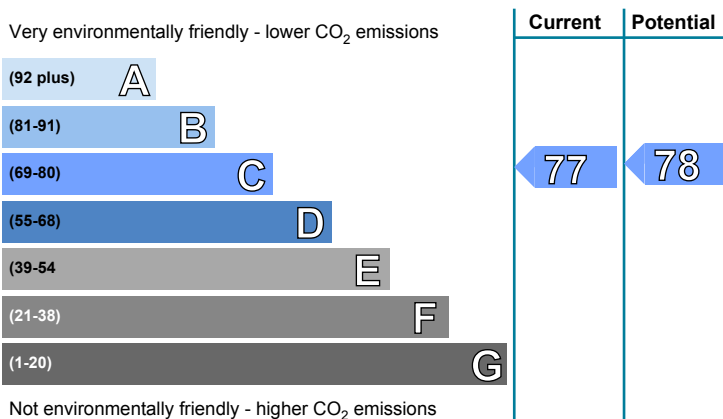 Current Potential
Very environmentally friendly - lower CO2 emissions
(92 plus) A
(81-91) B
(69-80) C 77 78
(55-68) D
(39-54 E
(21-38) F
(1-20) G
Not environmentally friendly - higher CO2 emissions